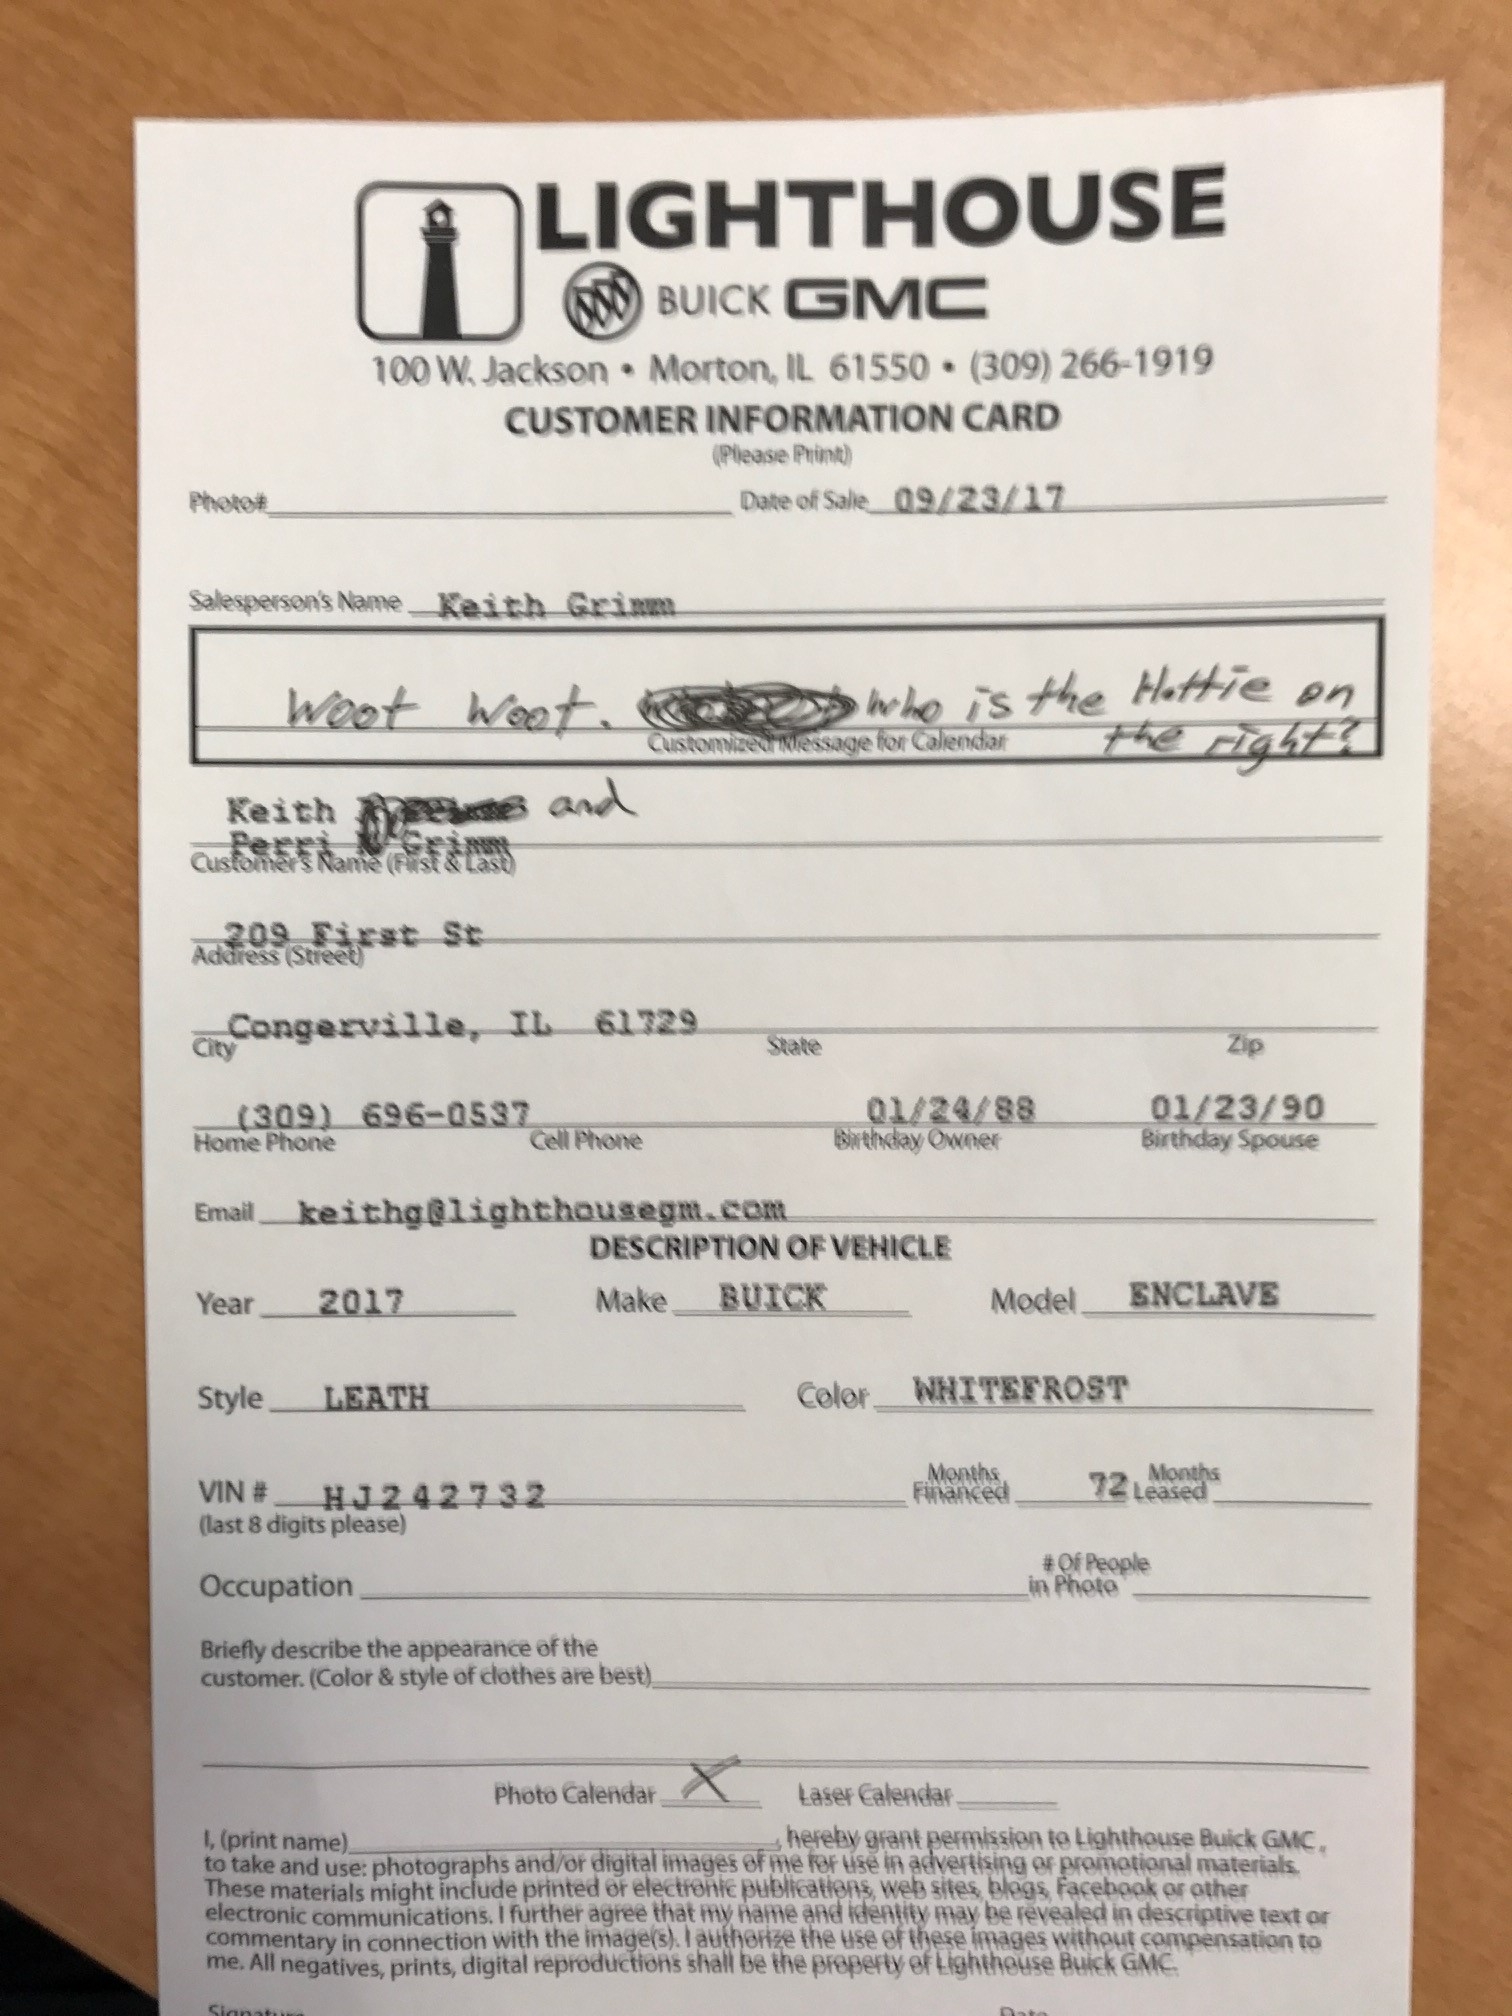 LIGHTHOUSE
BUICK GMC
100 W. Jackson • Morton, IL 61550 • (309) 266-1919
CUSTOMER INFORMATION CARD
(Please Print)
Photo# Date of Sale 09/23/17
Salesperson's Name Keith Grimm
Woot Woot. who is the Hottie on
the right?
Customized Message for Calendar
Keith and
Perri N Grimm
Customer's Name (First & Last)
209 First St
Address (Street)
Congerville, IL 61729
City State Zip
(309) 696-0537 01/24/88 01/23/90
Home Phone Cell Phone Birthday Owner Birthday Spouse
Email keithg@lighthousegm.com
DESCRIPTION OF VEHICLE
Year 2017 Make BUICK Model ENCLAVE
Style LEATH Color WHITEFROST
VIN # HJ242732 Months Financed 72 Months Leased
(last 8 digits please)
Occupation # Of People in Photo
Briefly describe the appearance of the
customer. (Color & style of clothes are best)
Photo Calendar X Laser Calendar
I, (print name) , hereby grant permission to Lighthouse Buick GMC,
to take and use: photographs and/or digital images of me for use in advertising or promotional materials.
These materials might include printed or electronic publications, web sites, blogs, Facebook or other
electronic communications. I further agree that my name and identity may be revealed in descriptive text or
commentary in connection with the image(s). I authorize the use of these images without compensation to
me. All negatives, prints, digital reproductions shall be the property of Lighthouse Buick GMC.
Signature Date